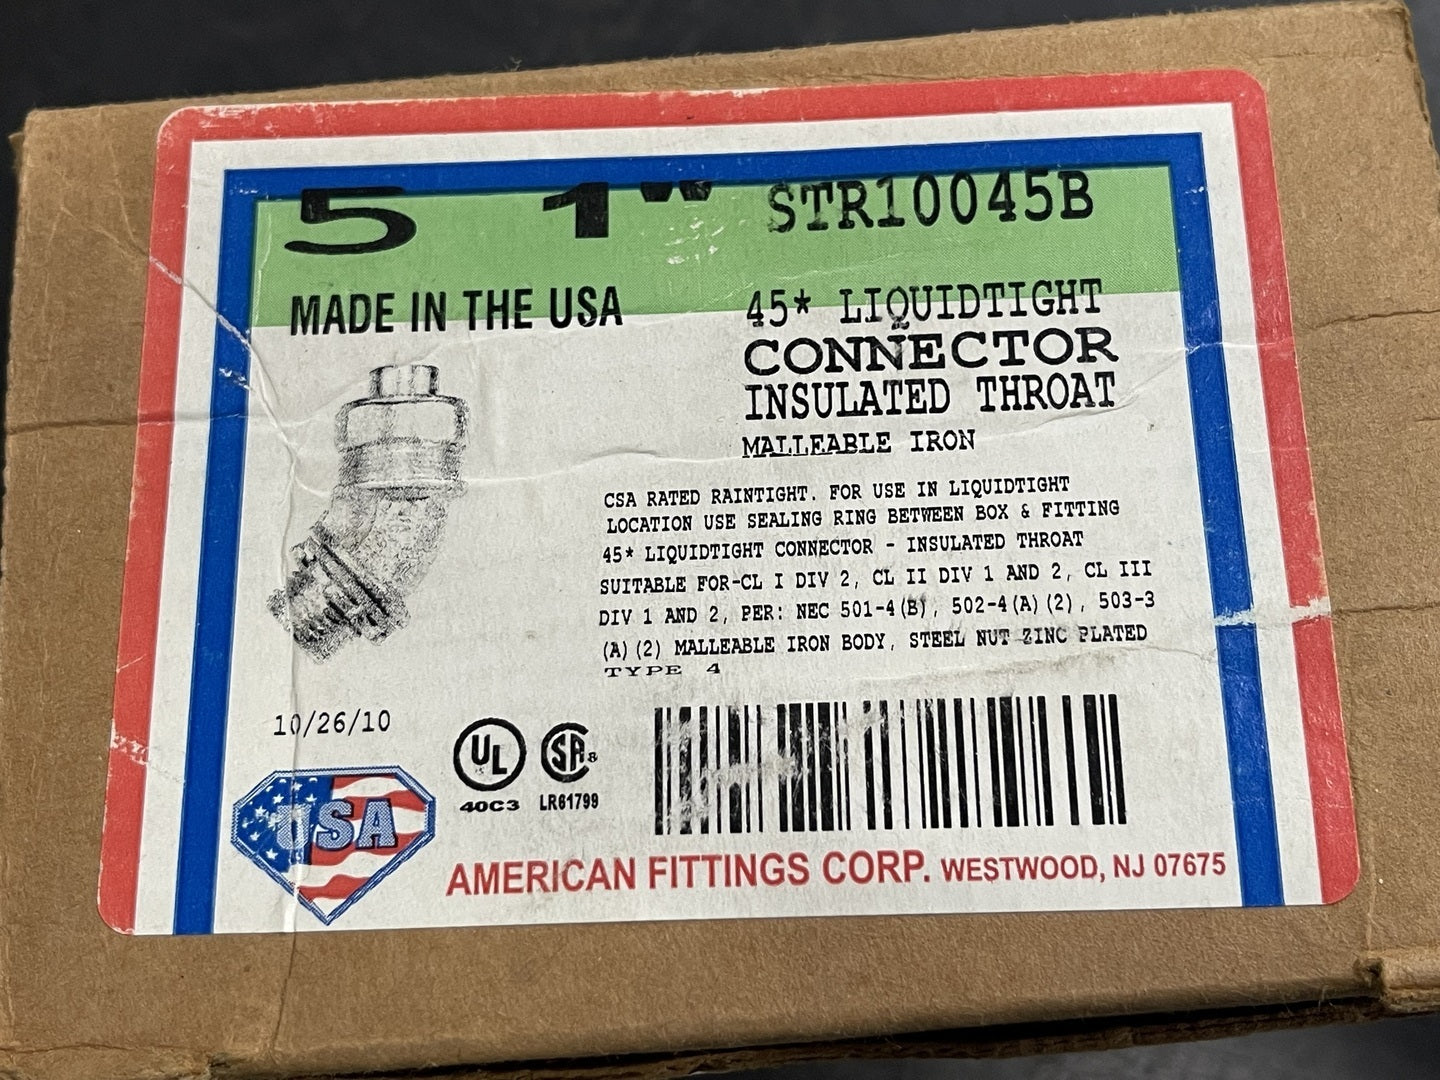 5 1" STR10045B
MADE IN THE USA
45* LIQUIDTIGHT
CONNECTOR
INSULATED THROAT
MALLEABLE IRON
CSA RATED RAINTIGHT. FOR USE IN LIQUIDTIGHT
LOCATION USE SEALING RING BETWEEN BOX & FITTING
45* LIQUIDTIGHT CONNECTOR - INSULATED THROAT
SUITABLE FOR-CL I DIV 2, CL II DIV 1 AND 2, CL III
DIV 1 AND 2, PER: NEC 501-4(B), 502-4(A)(2), 503-3
(A)(2) MALLEABLE IRON BODY, STEEL NUT ZINC PLATED
TYPE 4
10/26/10
UL
40C3
SA®
LR61799
USA
AMERICAN FITTINGS CORP. WESTWOOD, NJ 07675